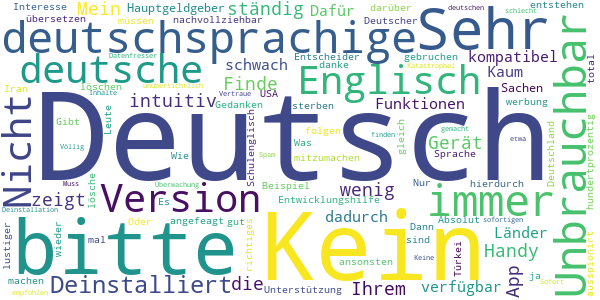 Interesse Mein Hauptgeldgeber ständig Dafür darüber entstehen
übersetzen müssen nachvollziehbar Deutscher deutschen schlecht
deutschsprachige Sehr
deutsche Datenfresser schwach Entscheider gebruchen kompatibel total
danke Katastrophal Kaum
Iran löschen unübersichtlich Finde Englisch Sachen
Inhalte Vertraue USA sterben werbung
Nicht intuitiv Gedanken Funktionen
Deutsch
Gibt Leute folgen gleich Gerät finden gemacht etwa
Völlig Wie Schulenglisch Was mitzumachen Sprache Deutschland hundertprozentig
Unbrauchbar
zeigt Muss lösche Überwachung Spam Beispiel wenig Nur hierdurch
Es Version Entwicklungshilfe immer
Deinstallation Oder angefeagt gut dadurch Absolut Länder sofortigen
bitte Kein
lustiger wieder mal richtiges ansonsten Dann sind Keine Türkei Handy ausspioniert
Deinstalliert die Ihrem verfügbar App ja
machen empfohlen Unterstützung Sofort